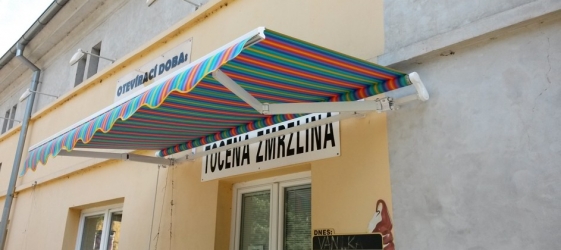 OTEVÍRACÍ DOBA:
TOČENÁ ZMRZLINA
DNES: